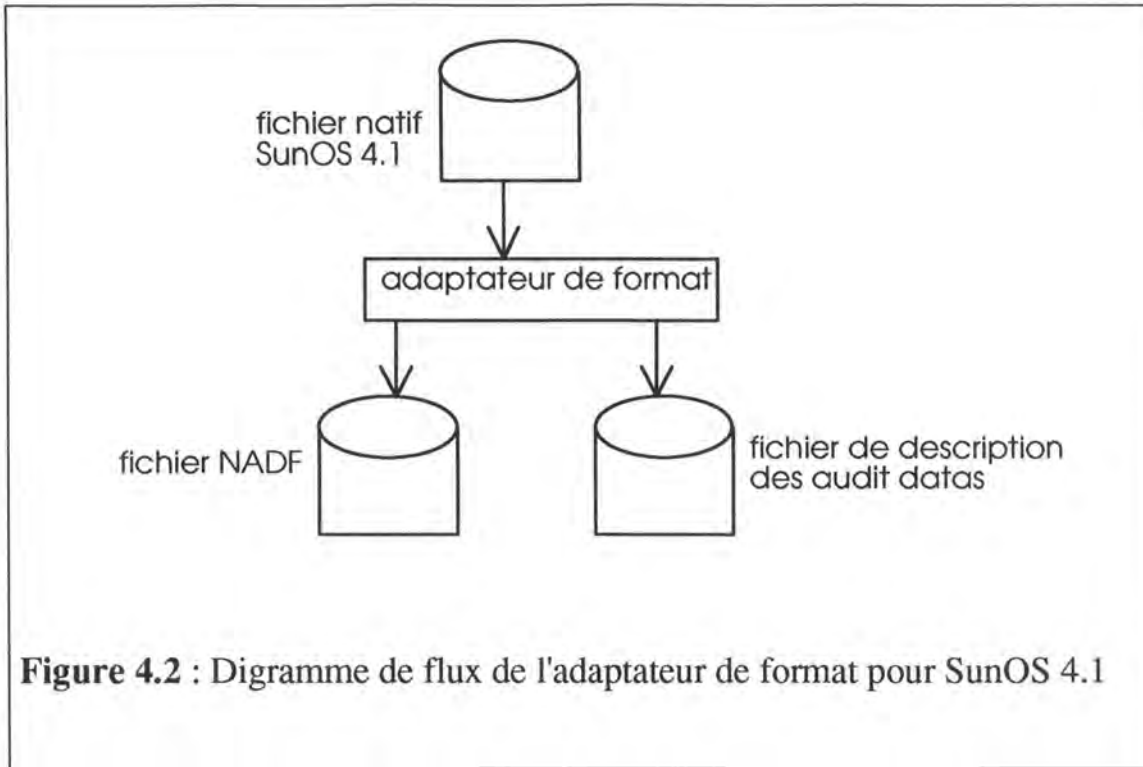 fichier natif
SunOS 4.1
adaptateur de format
fichier NADF
fichier de description
des audit datas
Figure 4.2 : Digramme de flux de l'adaptateur de format pour SunOS 4.1